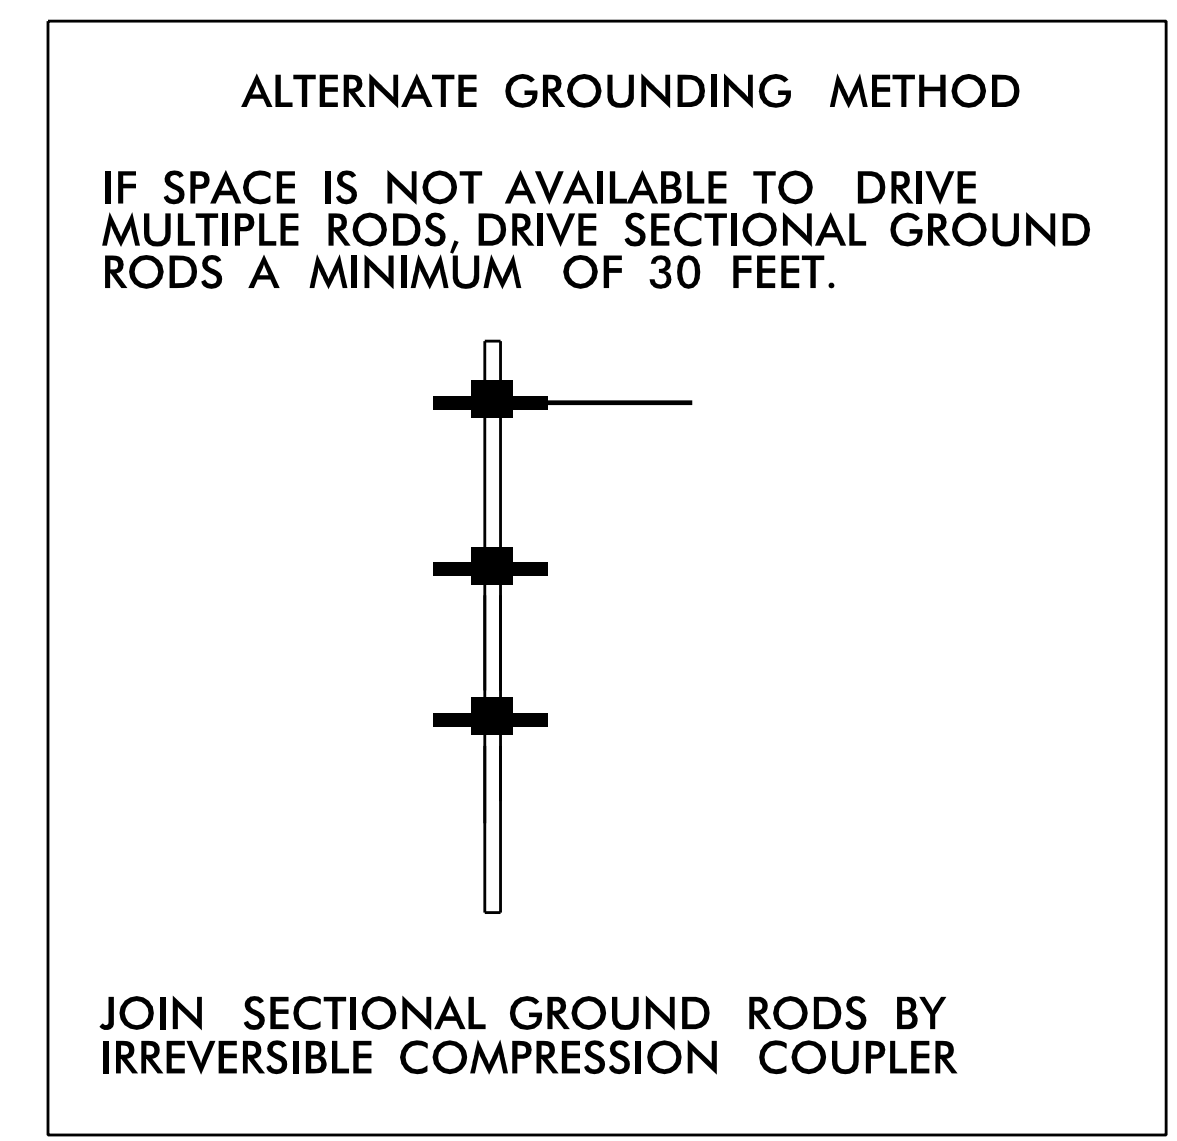 ALTERNATE GROUNDING METHOD
IF SPACE IS NOT AVAILABLE TO DRIVE
MULTIPLE RODS, DRIVE SECTIONAL GROUND
RODS A MINIMUM OF 30 FEET.
JOIN SECTIONAL GROUND RODS BY
IRREVERSIBLE COMPRESSION COUPLER